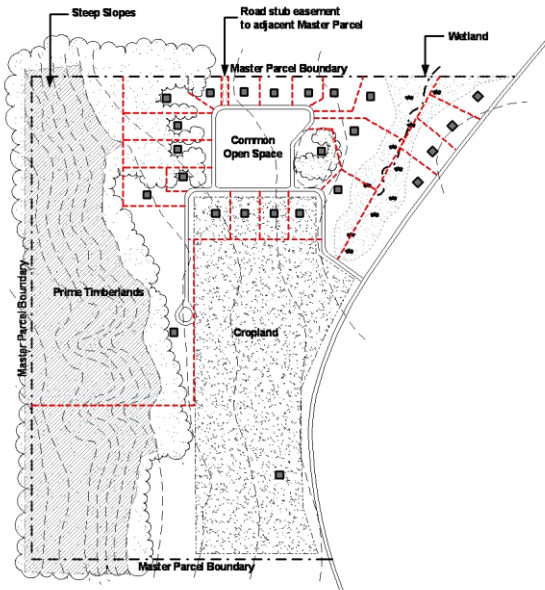 Steep Slopes
Road stub easement
to adjacent Master Parcel
Wetland
Master Parcel Boundary
Common
Open Space
Prime Timberlands
Master Parcel Boundary
Cropland
Master Parcel Boundary